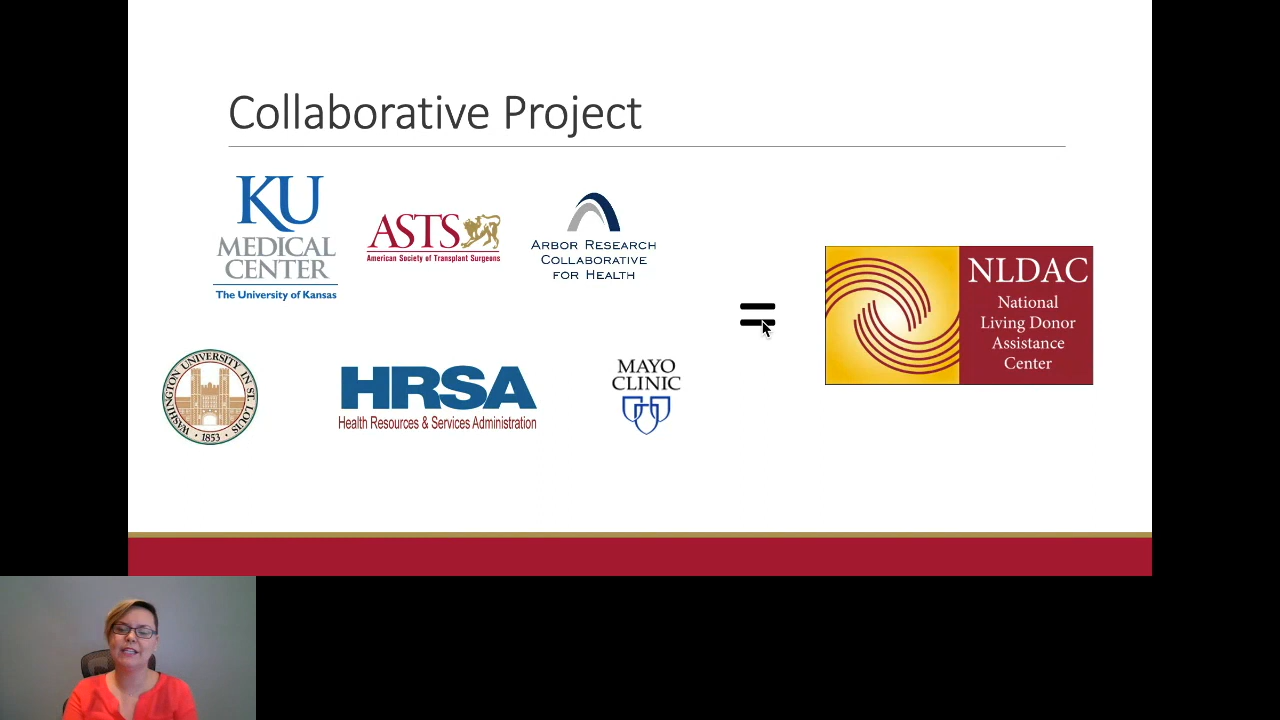 Collaborative Project
KU
MEDICAL
CENTER
The University of Kansas
ASTS
American Society of Transplant Surgeons
ARBOR RESEARCH
COLLABORATIVE
FOR HEALTH
NLDAC
National
Living Donor
Assistance
Center
WASHINGTON UNIVERSITY IN ST. LOUIS
1853
HRSA
Health Resources & Services Administration
MAYO
CLINIC